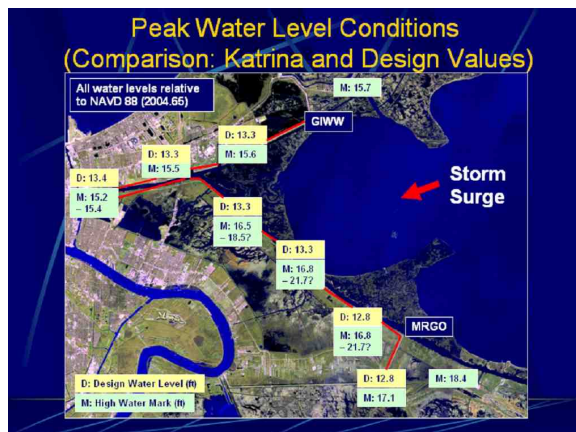 Peak Water Level Conditions
(Comparison: Katrina and Design Values)
All water levels relative
to NAVD 88 (2004.65)
M: 15.7
GIWW
D: 13.3
M: 15.6
D: 13.3
M: 15.5
D: 13.4
M: 15.2
– 15.4
Storm
Surge
D: 13.3
M: 16.5
– 18.5?
D: 13.3
M: 16.8
– 21.7?
D: 12.8
M: 16.8
– 21.7?
MRGO
D: 12.8
M: 17.1
M: 18.4
D: Design Water Level (ft)
M: High Water Mark (ft)